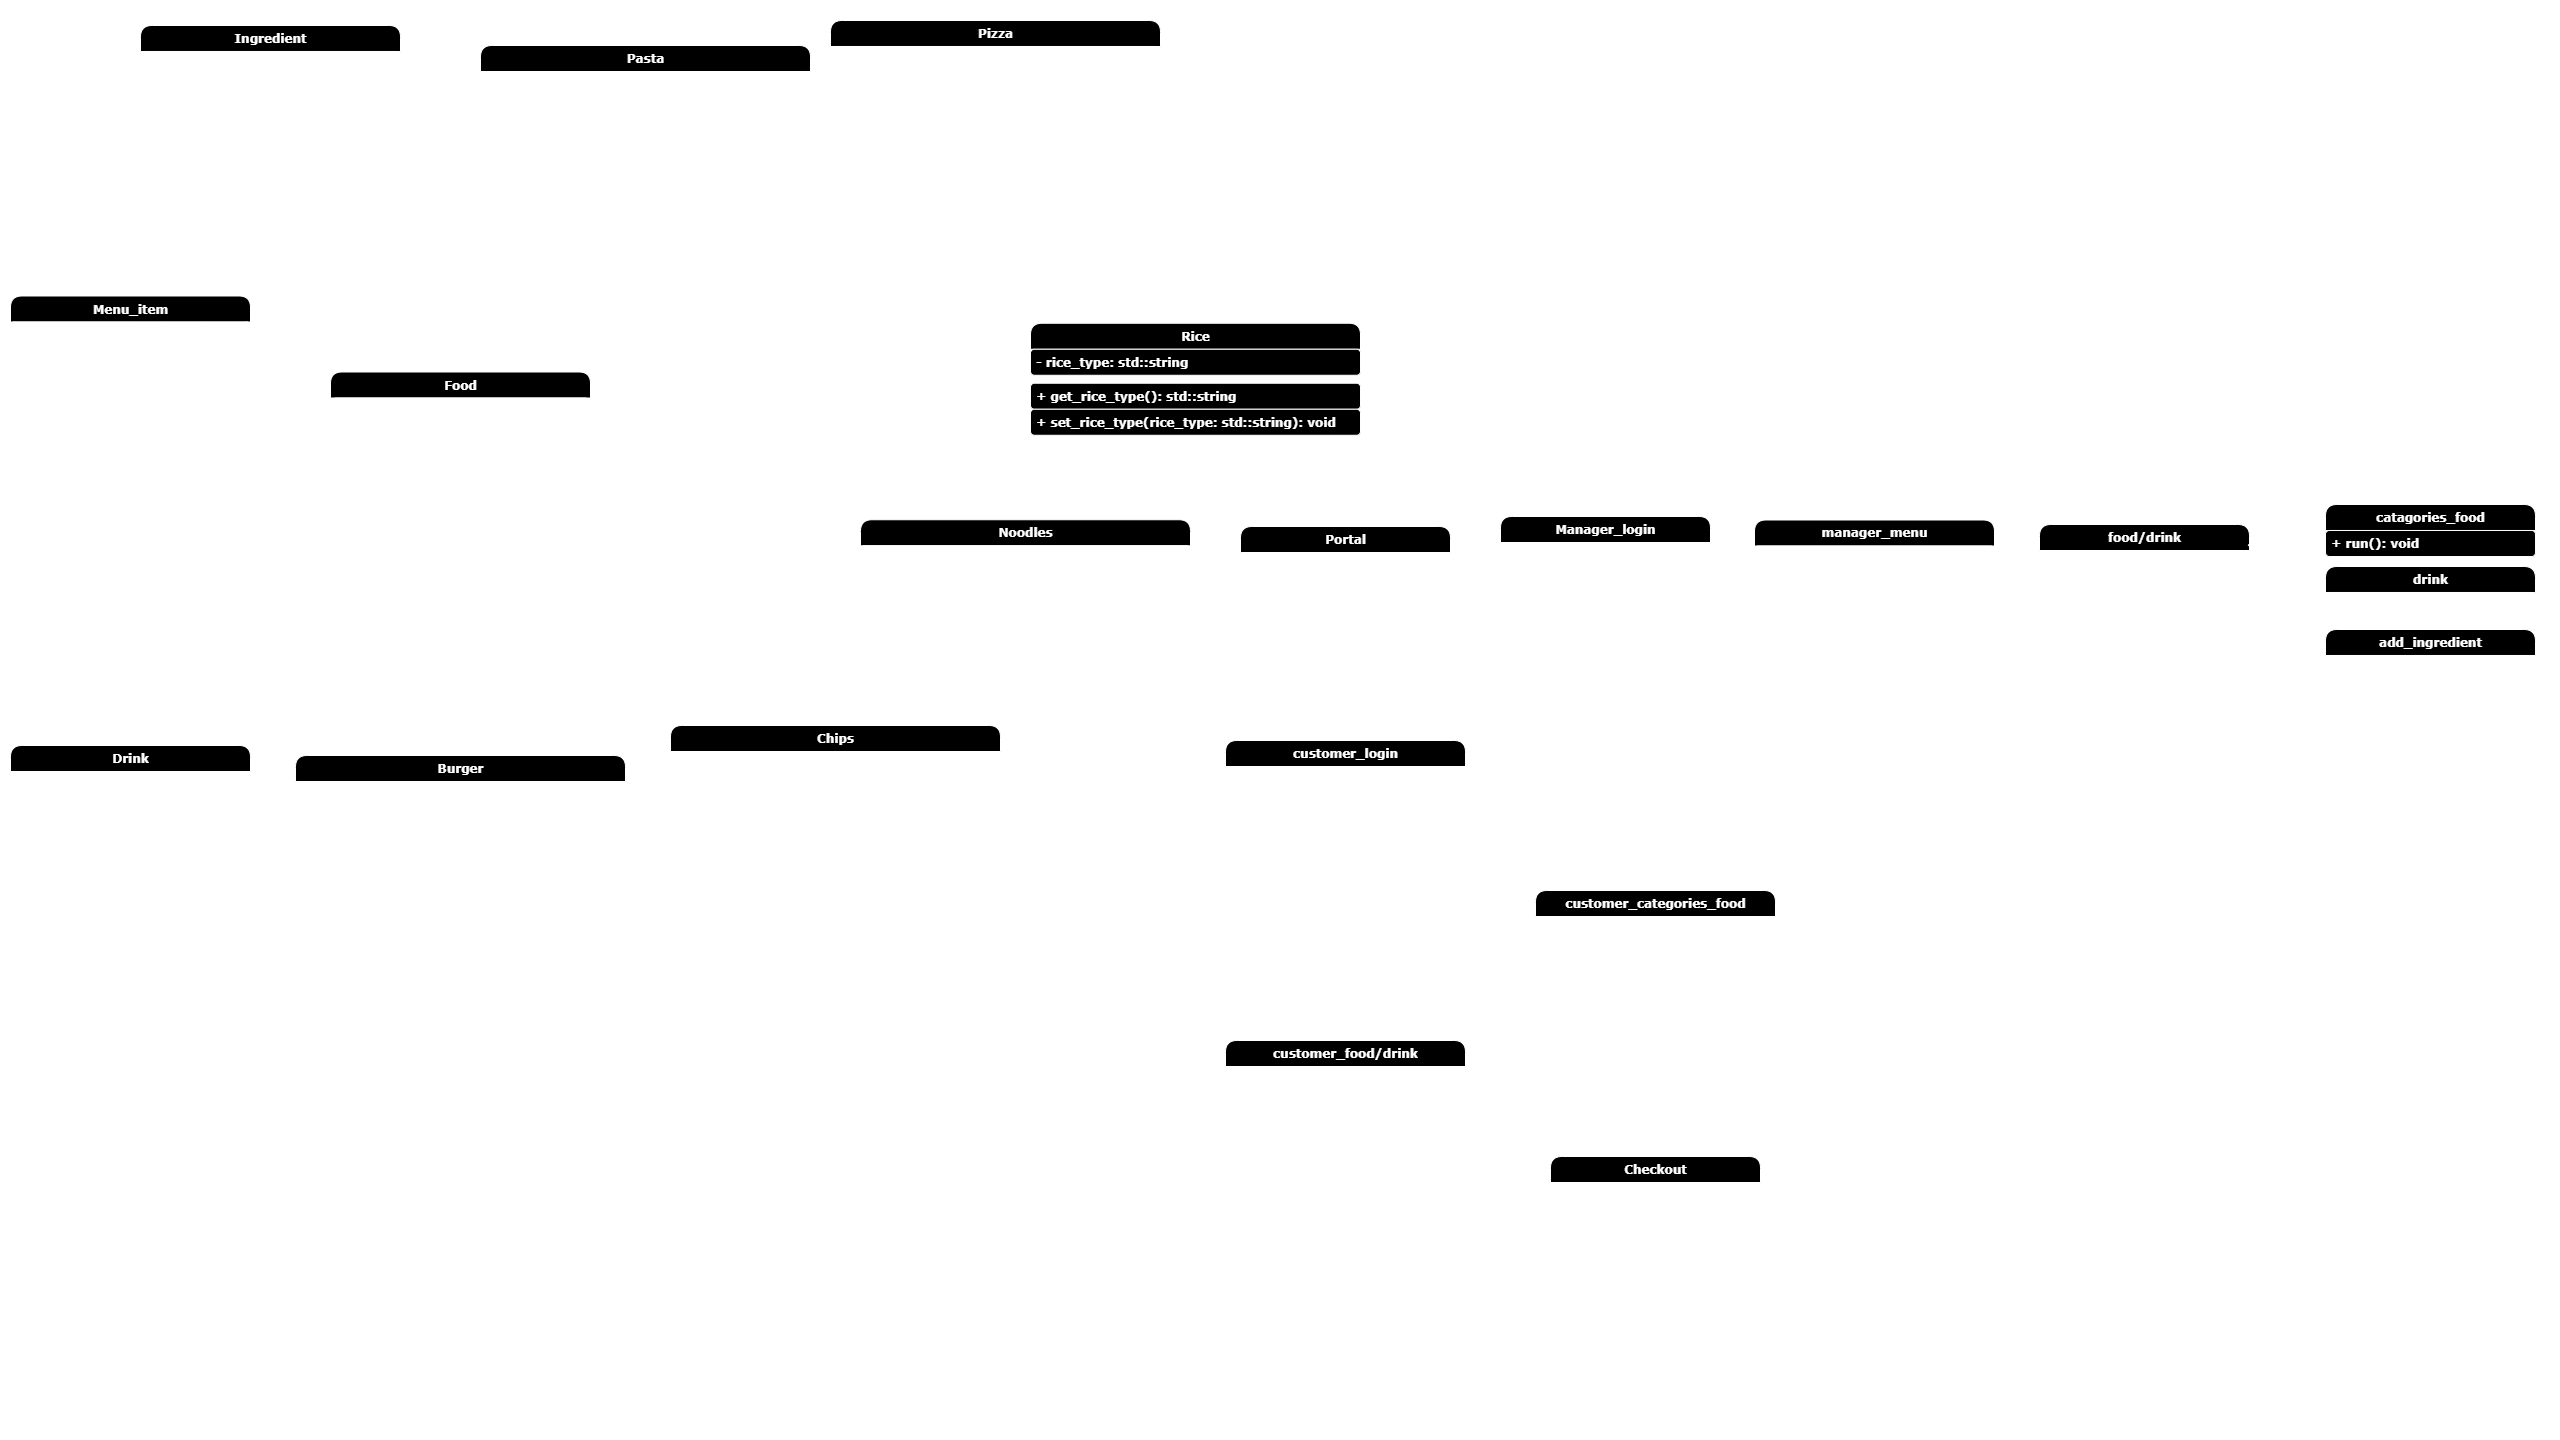 Ingredient
Pasta
Pizza
Menu_item
Food
Rice
- rice_type: std::string
+ get_rice_type(): std::string
+ set_rice_type(rice_type: std::string): void
Noodles
Portal
Manager_login
manager_menu
food/drink
catagories_food
+ run(): void
drink
add_ingredient
Drink
Burger
Chips
customer_login
customer_categories_food
customer_food/drink
Checkout